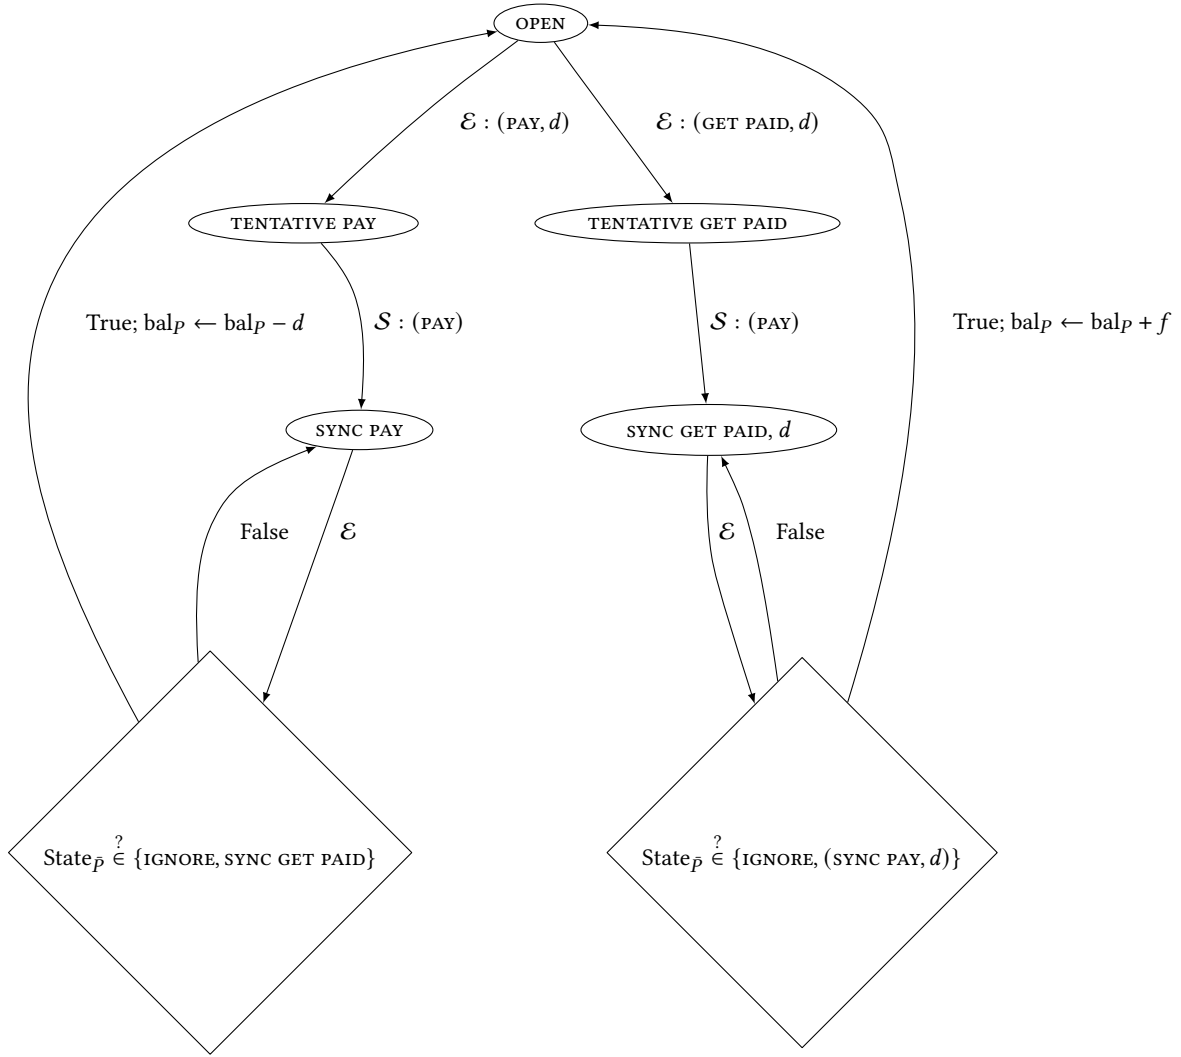 OPEN
ℰ : (PAY, d)
ℰ : (GET PAID, d)
TENTATIVE PAY
TENTATIVE GET PAID
True; bal_P ← bal_P − d
𝒮 : (PAY)
𝒮 : (PAY)
True; bal_P ← bal_P + f
SYNC PAY
SYNC GET PAID, d
False
ℰ
ℰ
False
State_P̄ ?∈ {IGNORE, SYNC GET PAID}
State_P̄ ?∈ {IGNORE, (SYNC PAY, d)}